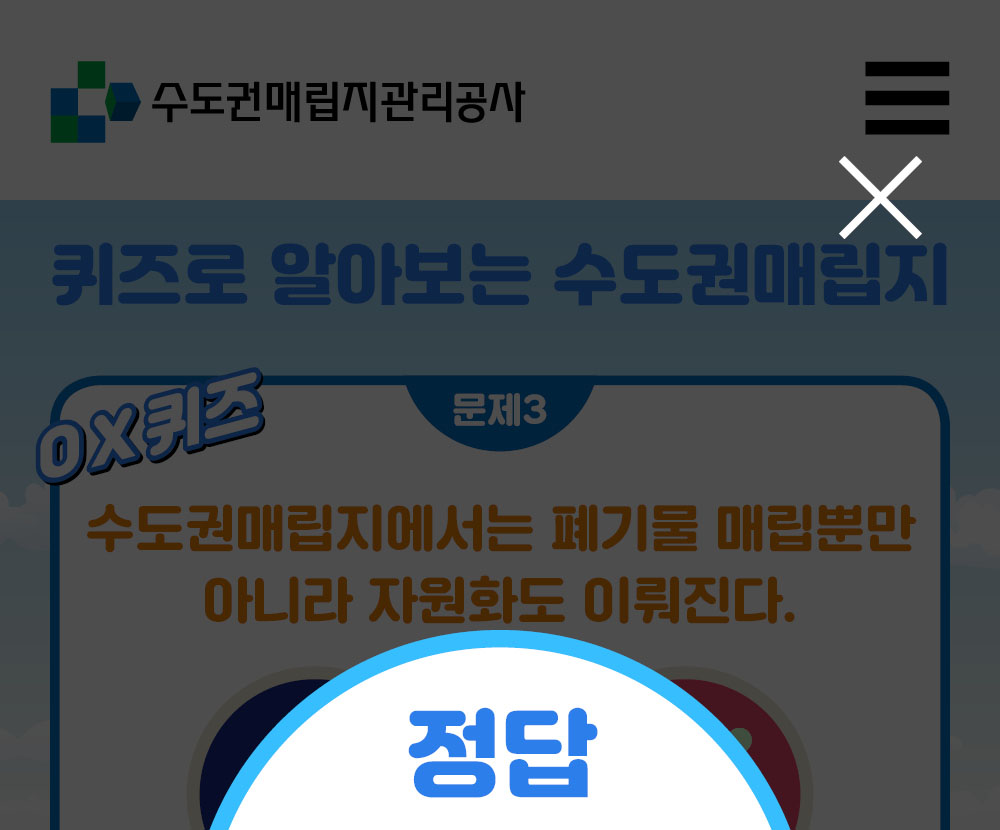 수도권매립지관리공사
퀴즈로 알아보는 수도권매립지
OX퀴즈
문제3
수도권매립지에서는 폐기물 매립뿐만
아니라 자원화도 이뤄진다.
정답